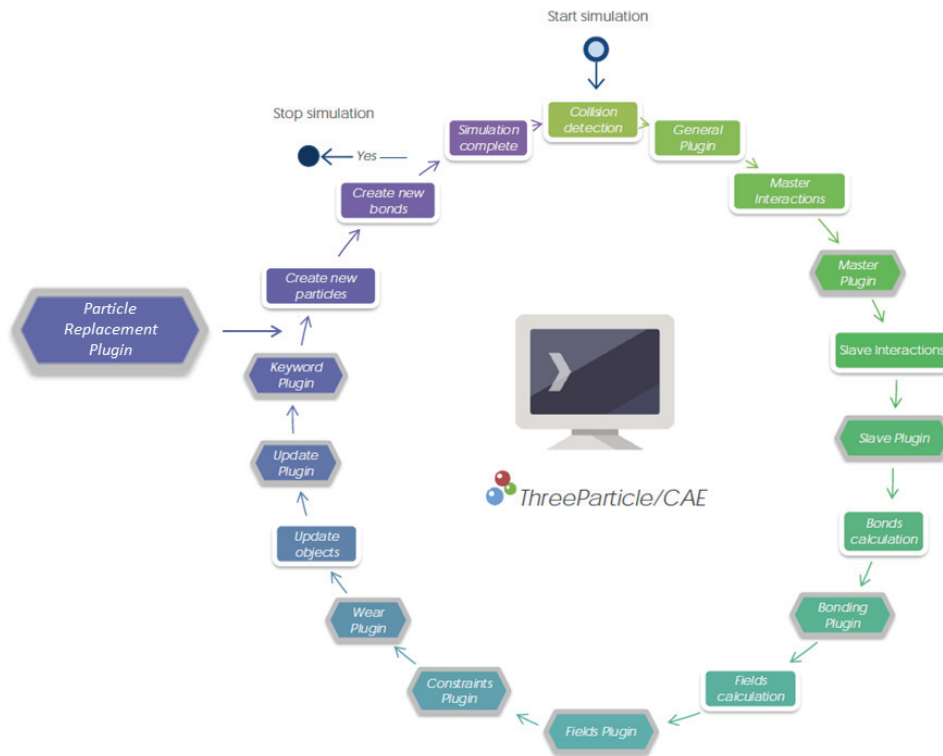 Start simulation
Stop simulation
Yes
Simulation
complete
Collision
detection
General
Plugin
Master
Interactions
Master
Plugin
Slave Interactions
Slave Plugin
Bonds
calculation
Bonding
Plugin
Fields
calculation
Fields Plugin
Constraints
Plugin
Wear
Plugin
Update
objects
Update
Plugin
Keyword
Plugin
Particle
Replacement
Plugin
Create new
particles
Create new
bonds
ThreeParticle/CAE